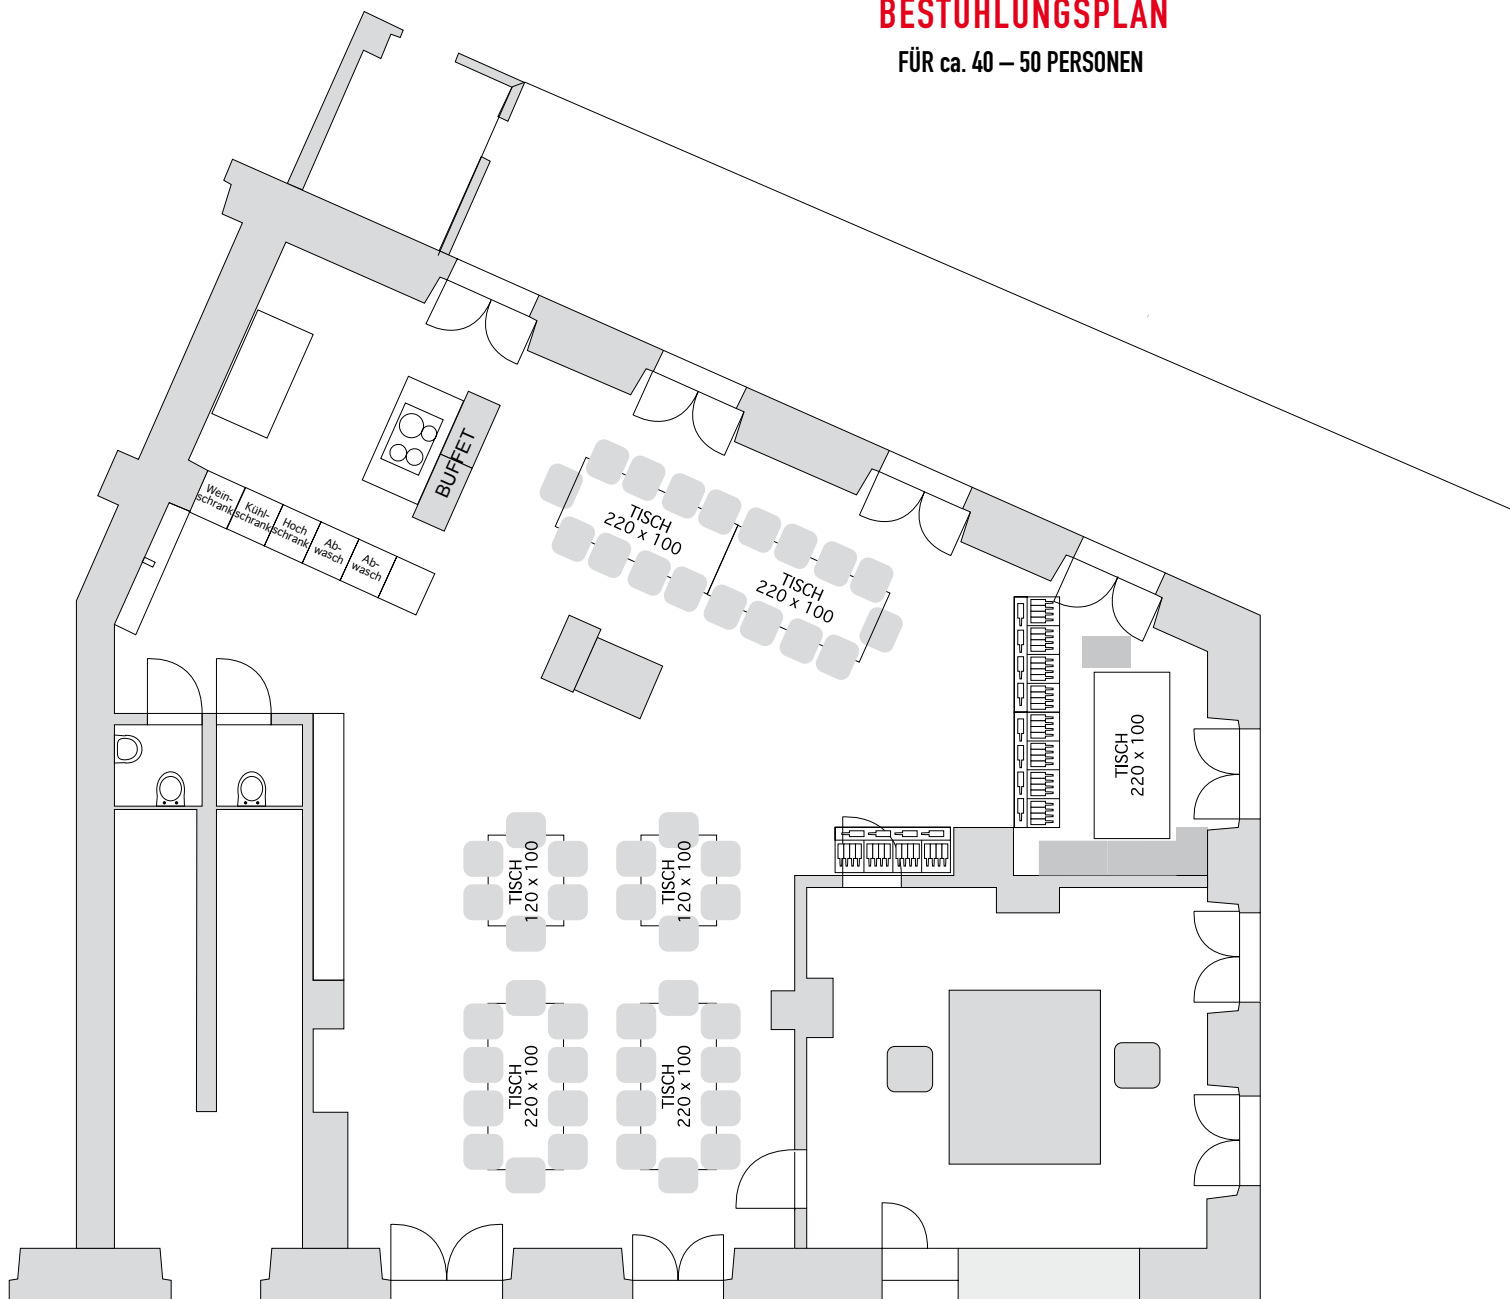 BESTUHLUNGSPLAN
FÜR ca. 40 – 50 PERSONEN
BUFFET
Wein-
schrank
Kühl-
schrank
Hoch
schrank
Ab-
wasch
Ab-
wasch
TISCH
220 x 100
TISCH
220 x 100
TISCH
220 x 100
TISCH
120 x 100
TISCH
120 x 100
TISCH
220 x 100
TISCH
220 x 100